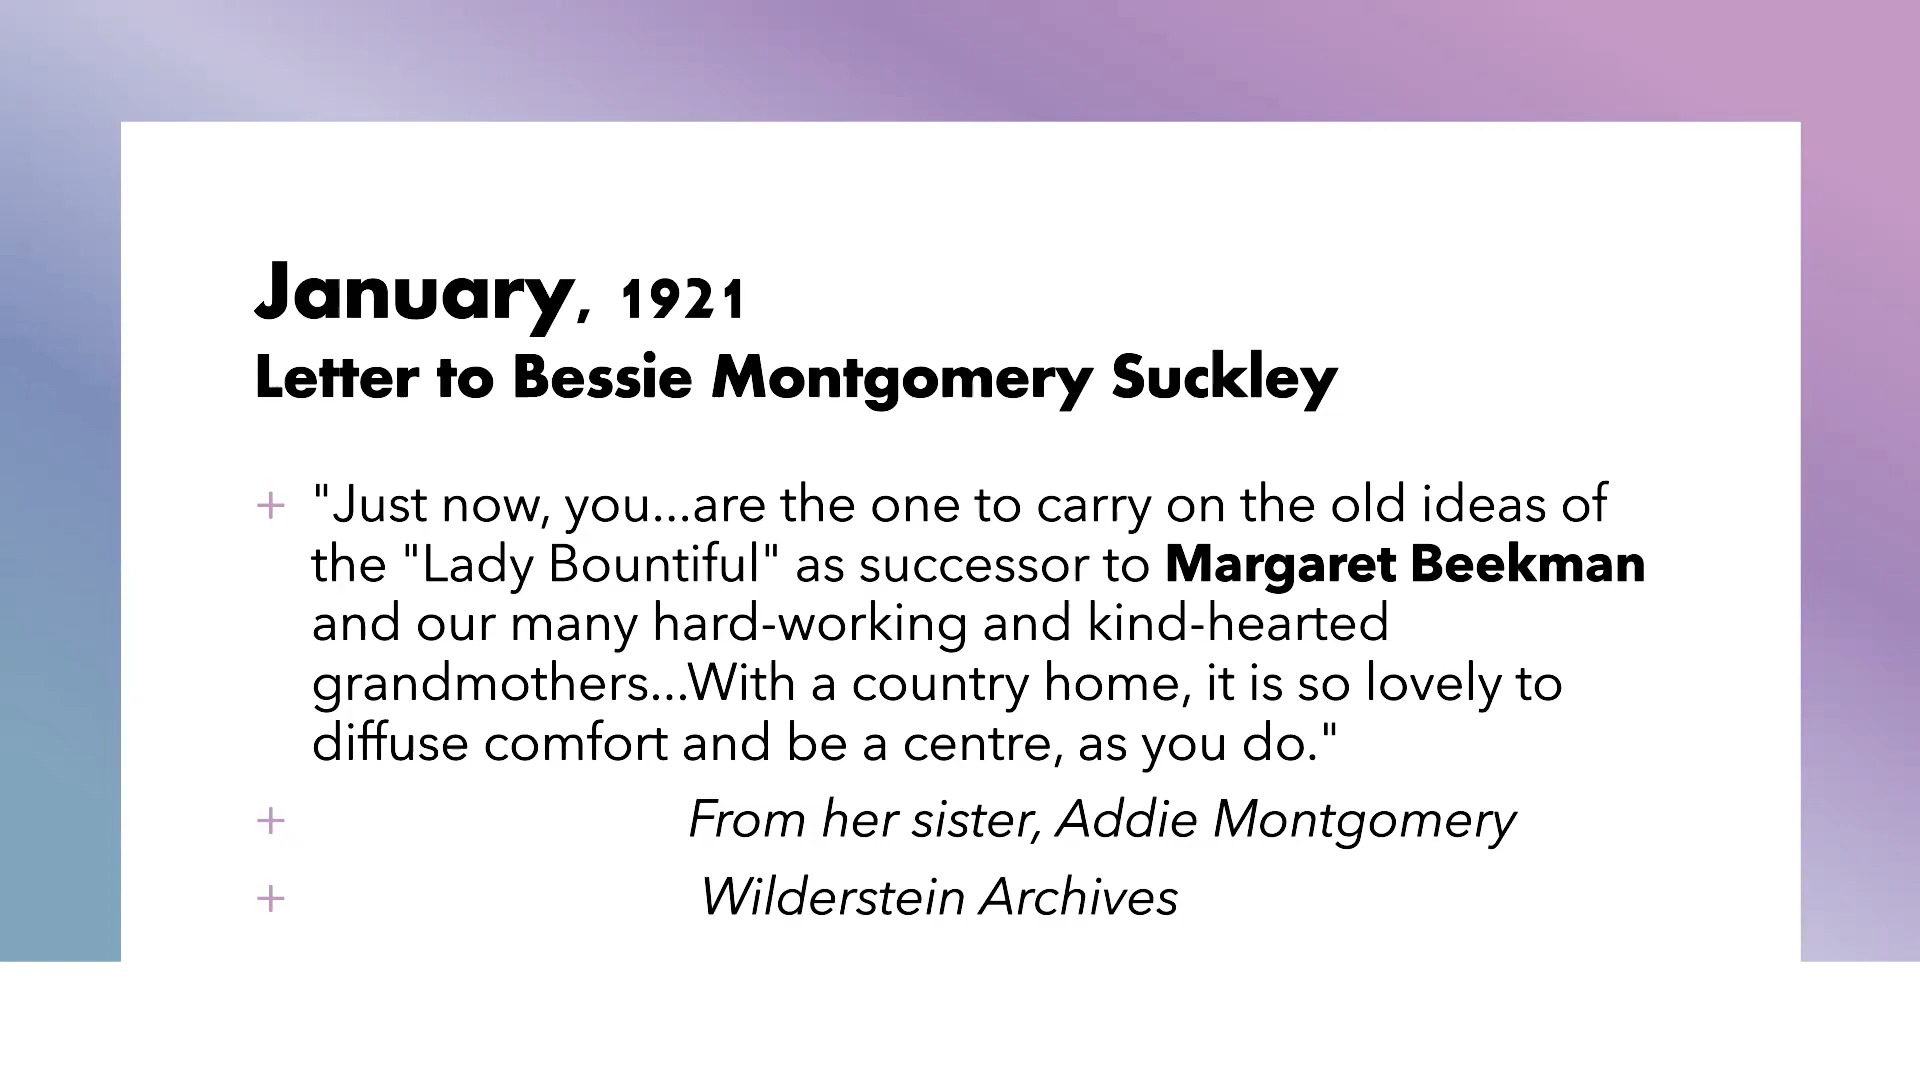 January, 1921
Letter to Bessie Montgomery Suckley
+ "Just now, you...are the one to carry on the old ideas of
the "Lady Bountiful" as successor to Margaret Beekman
and our many hard-working and kind-hearted
grandmothers...With a country home, it is so lovely to
diffuse comfort and be a centre, as you do."
+ From her sister, Addie Montgomery
+ Wilderstein Archives